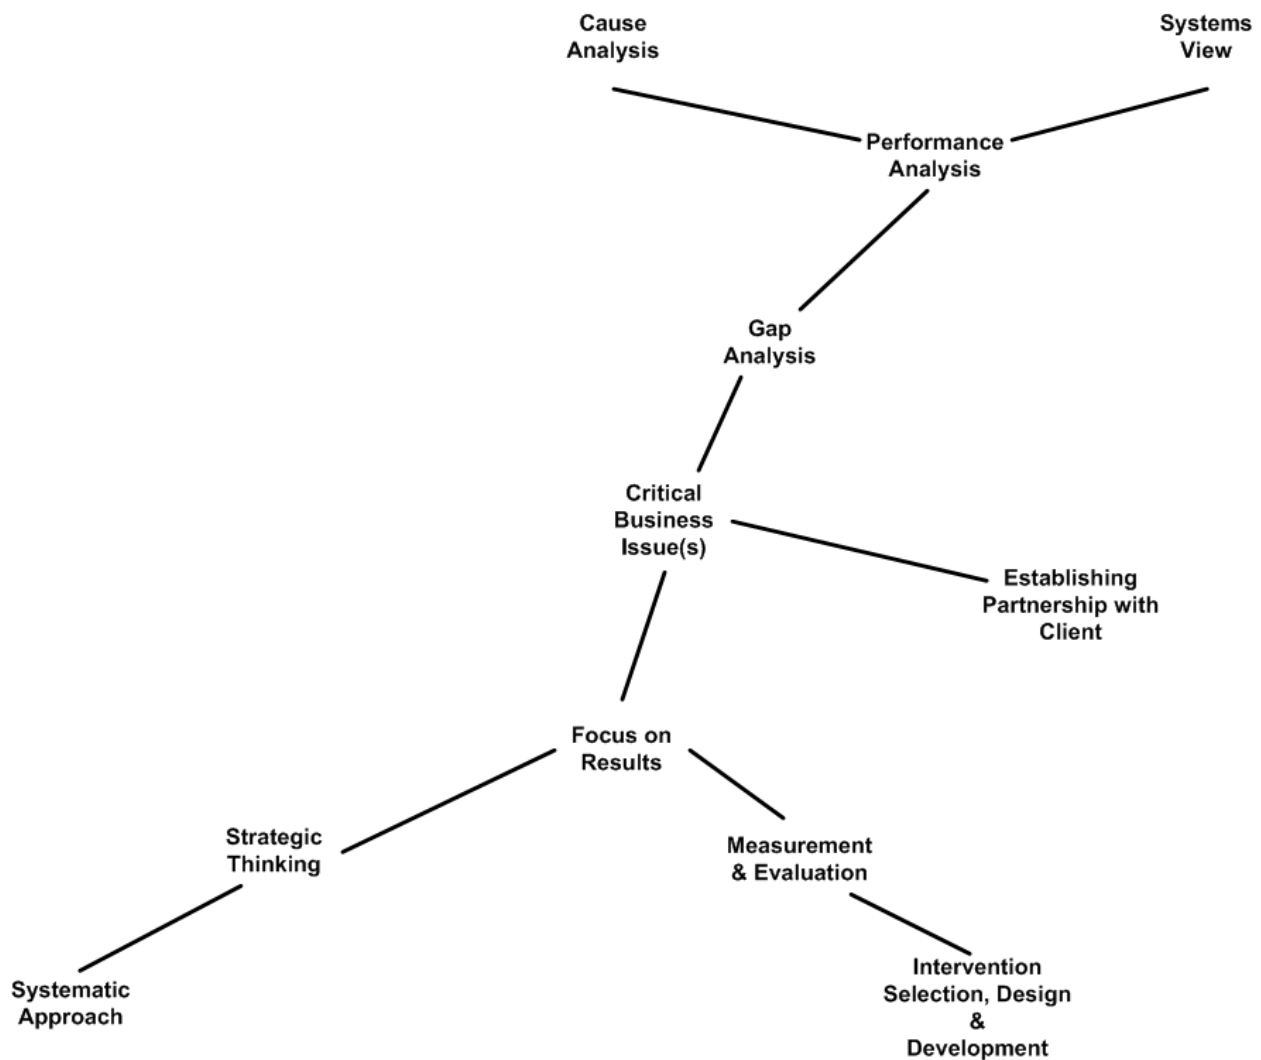 Cause
Analysis
Systems
View
Performance
Analysis
Gap
Analysis
Critical
Business
Issue(s)
Establishing
Partnership with
Client
Focus on
Results
Strategic
Thinking
Measurement
& Evaluation
Systematic
Approach
Intervention
Selection, Design
&
Development